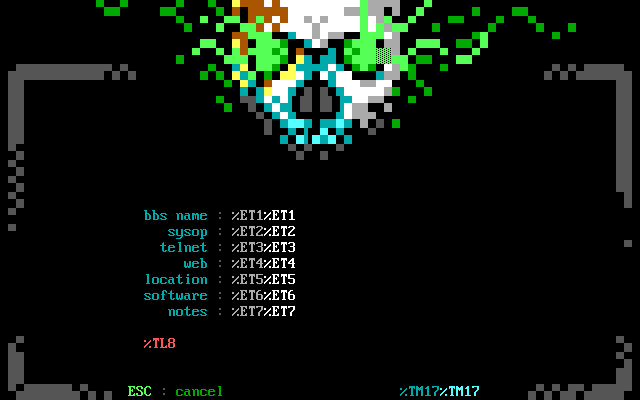 bbs name : %ET1%ET1
sysop : %ET2%ET2
telnet : %ET3%ET3
web : %ET4%ET4
location : %ET5%ET5
software : %ET6%ET6
notes : %ET7%ET7
%TL8
ESC : cancel %TM17%TM17